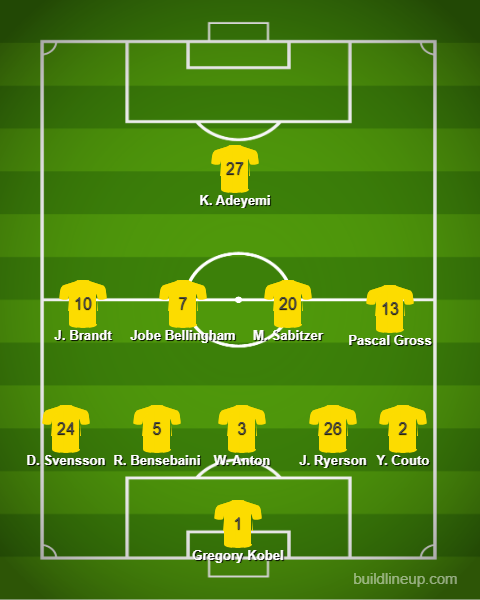 27
K. Adeyemi
10
7
20
13
J. Brandt
Jobe Bellingham
M. Sabitzer
Pascal Gross
24
5
3
26
2
D. Svensson
R. Bensebaini
W. Anton
J. Ryerson
Y. Couto
1
Gregory Kobel
buildlineup.com